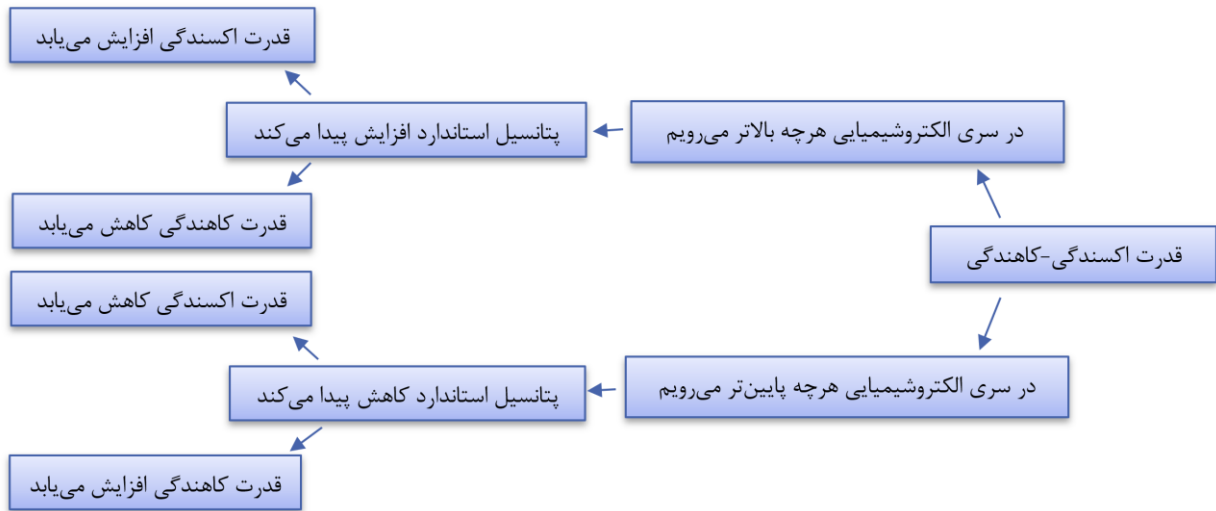 قدرت اکسندگی-کاهندگی
در سری الکتروشیمیایی هرچه بالاتر می‌رویم
پتانسیل استاندارد افزایش پیدا می‌کند
قدرت اکسندگی افزایش می‌یابد
قدرت کاهندگی کاهش می‌یابد
در سری الکتروشیمیایی هرچه پایین‌تر می‌رویم
پتانسیل استاندارد کاهش پیدا می‌کند
قدرت اکسندگی کاهش می‌یابد
قدرت کاهندگی افزایش می‌یابد